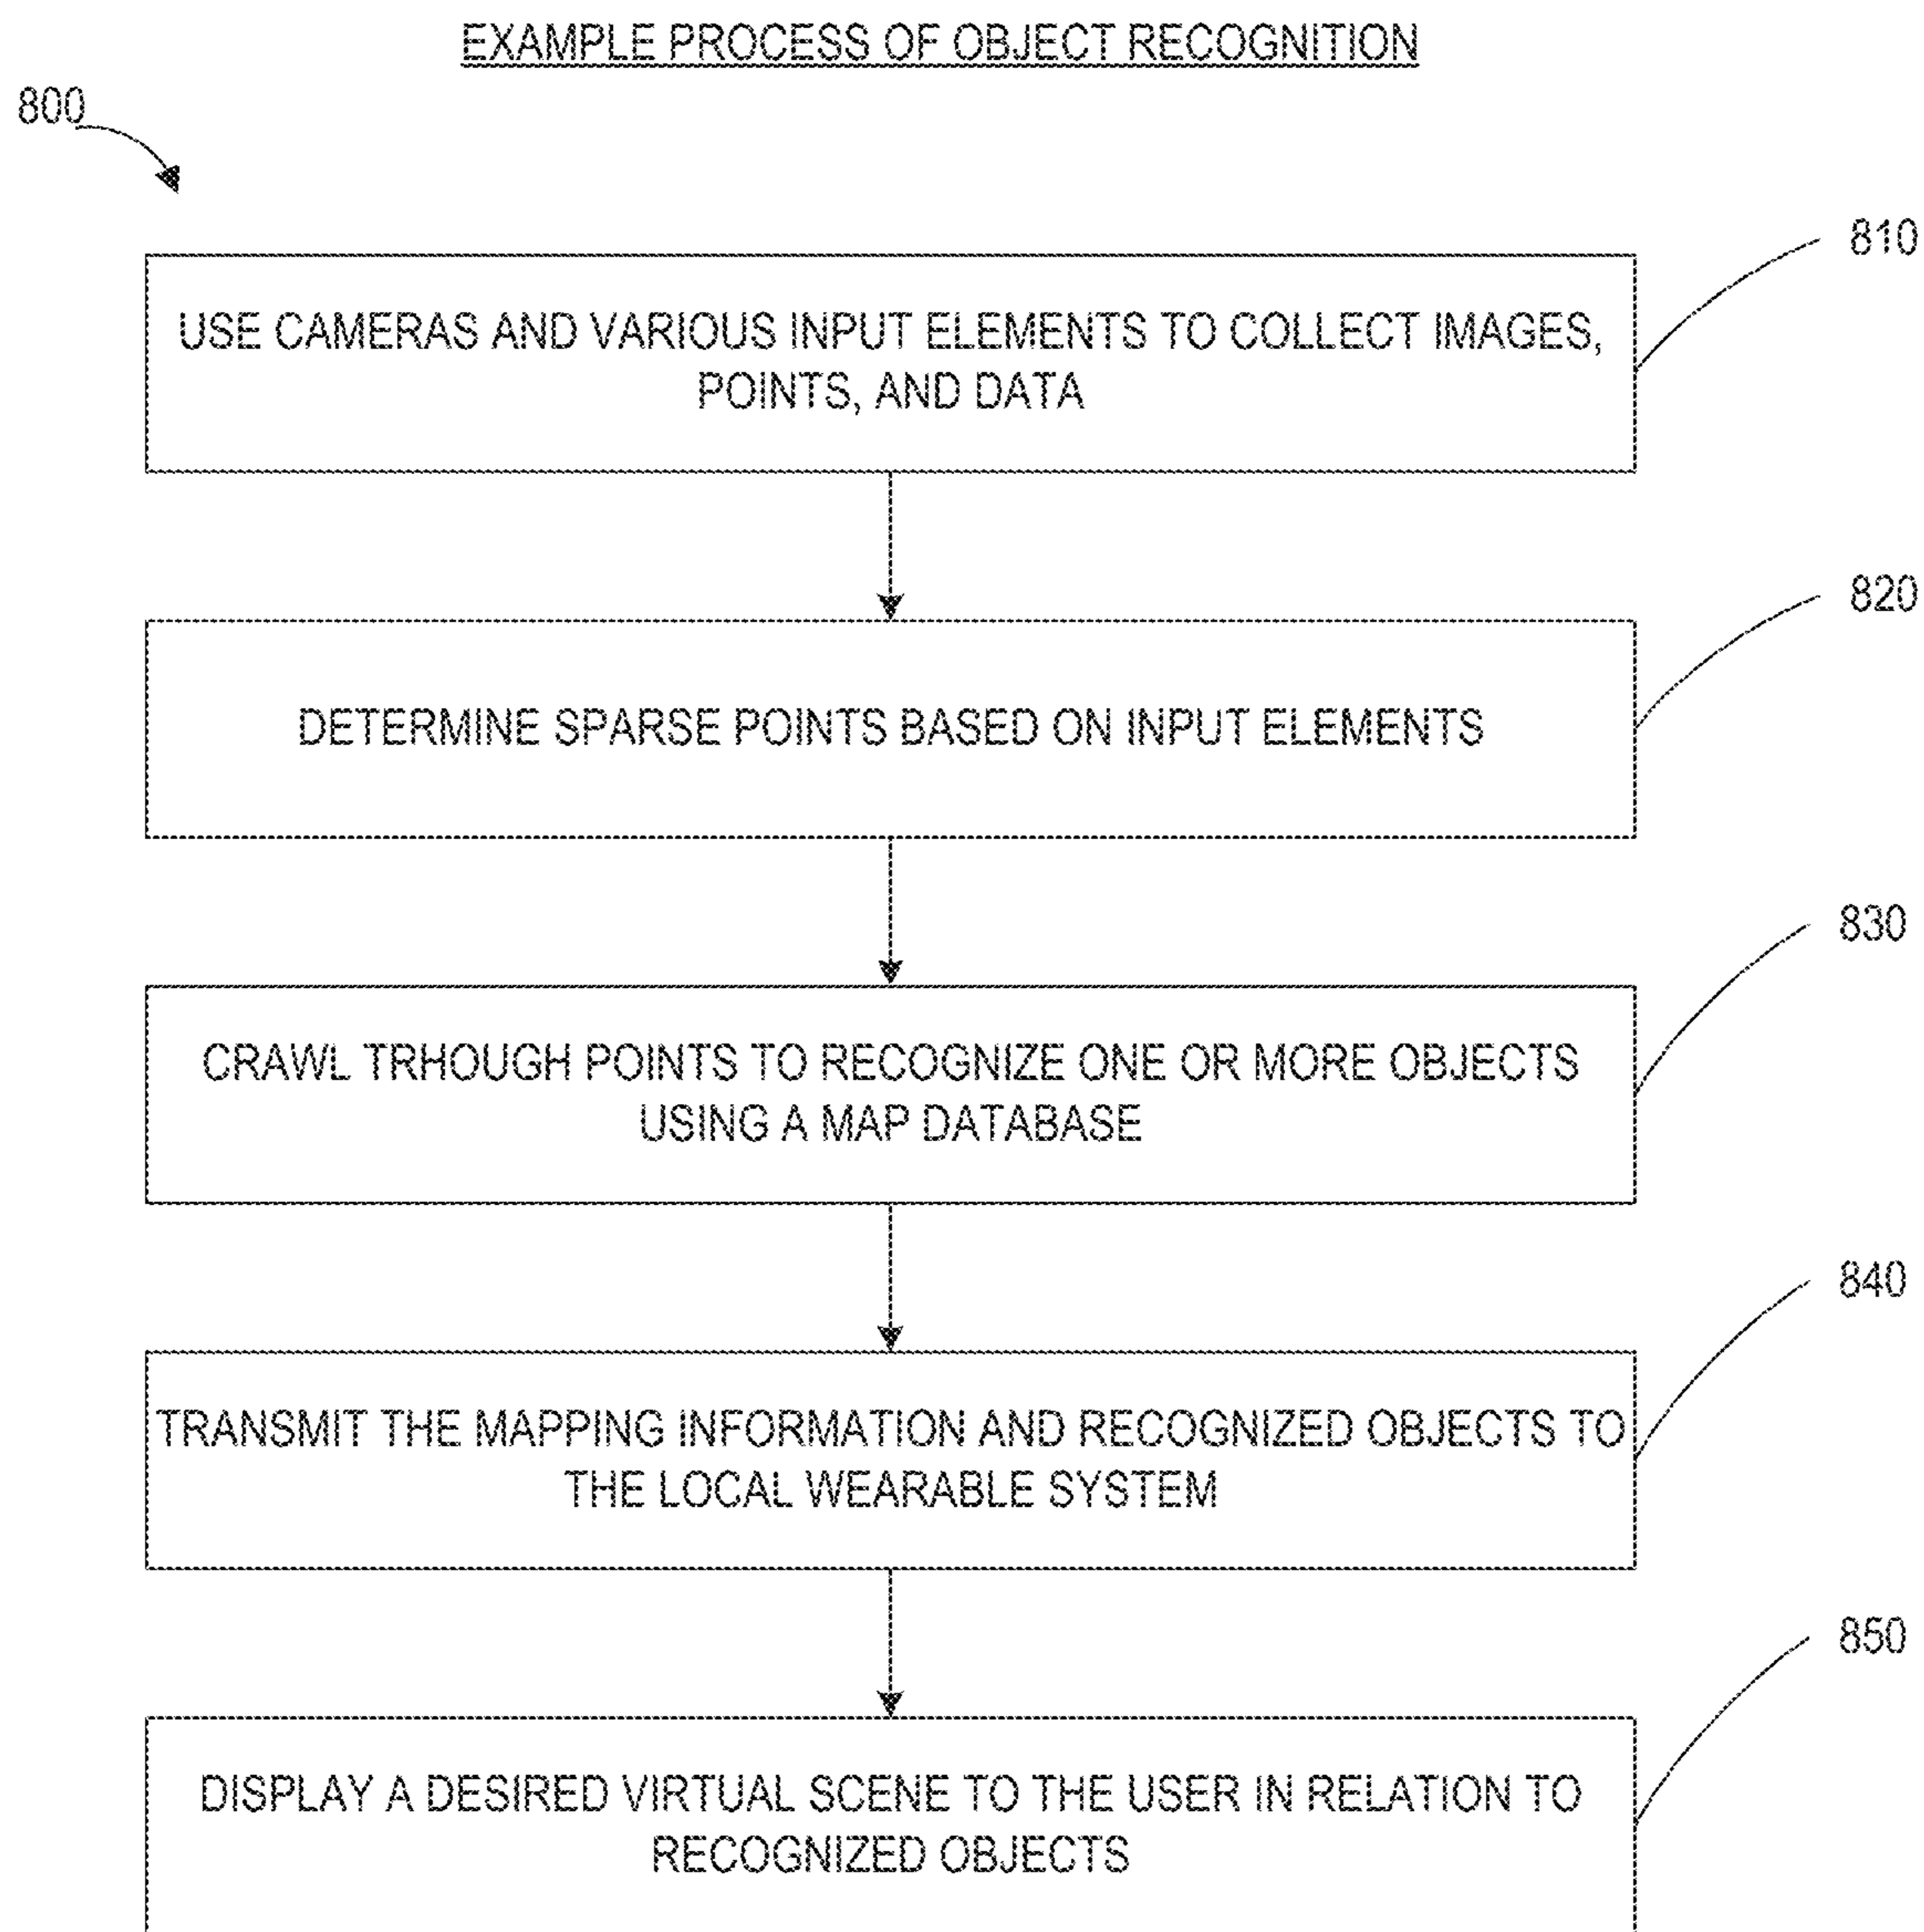 EXAMPLE PROCESS OF OBJECT RECOGNITION
800
810
USE CAMERAS AND VARIOUS INPUT ELEMENTS TO COLLECT IMAGES,
POINTS, AND DATA
820
DETERMINE SPARSE POINTS BASED ON INPUT ELEMENTS
830
CRAWL TRHOUGH POINTS TO RECOGNIZE ONE OR MORE OBJECTS
USING A MAP DATABASE
840
TRANSMIT THE MAPPING INFORMATION AND RECOGNIZED OBJECTS TO
THE LOCAL WEARABLE SYSTEM
850
DISPLAY A DESIRED VIRTUAL SCENE TO THE USER IN RELATION TO
RECOGNIZED OBJECTS